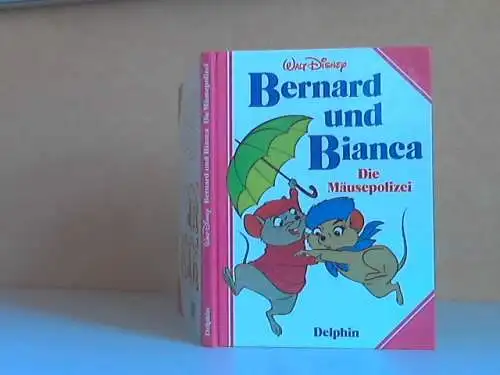 WALT DISNEY
Bernard
und
Bianca
Die
Mäusepolizei
Delphin
Delphin WALT DISNEY Bernard und Bianca Die Mäusepolizei